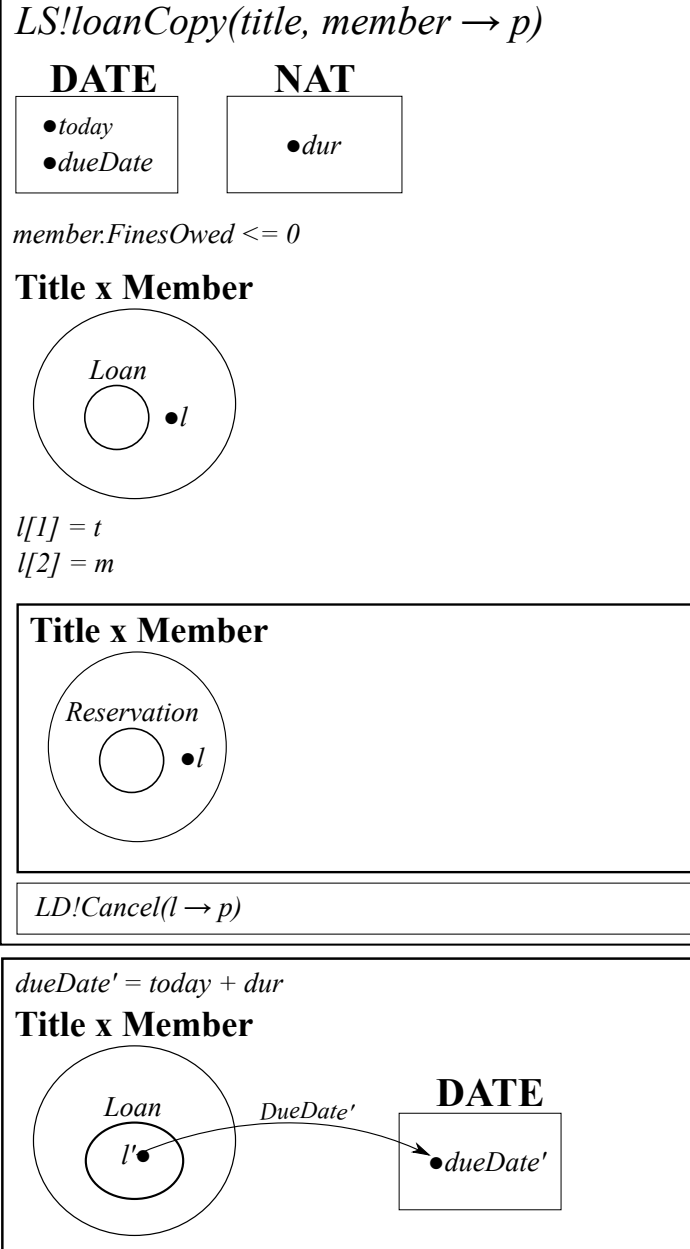 LS!loanCopy(title, member → p)
DATE NAT
●today
●dueDate
●dur
member.FinesOwed <= 0
Title x Member
Loan
●l
l[1] = t
l[2] = m
Title x Member
Reservation
●l
LD!Cancel(l → p)
dueDate' = today + dur
Title x Member
Loan
DueDate'
DATE
l'●
●dueDate'